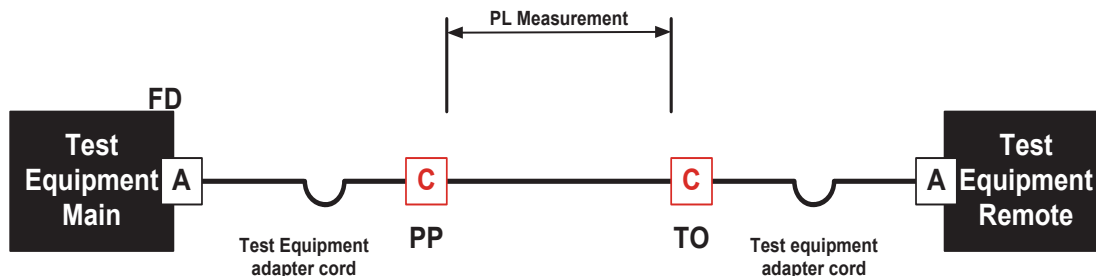 PL Measurement
FD
Test
Equipment
Main
A
C
C
A
Test
Equipment
Remote
PP
TO
Test Equipment
adapter cord
Test equipment
adapter cord